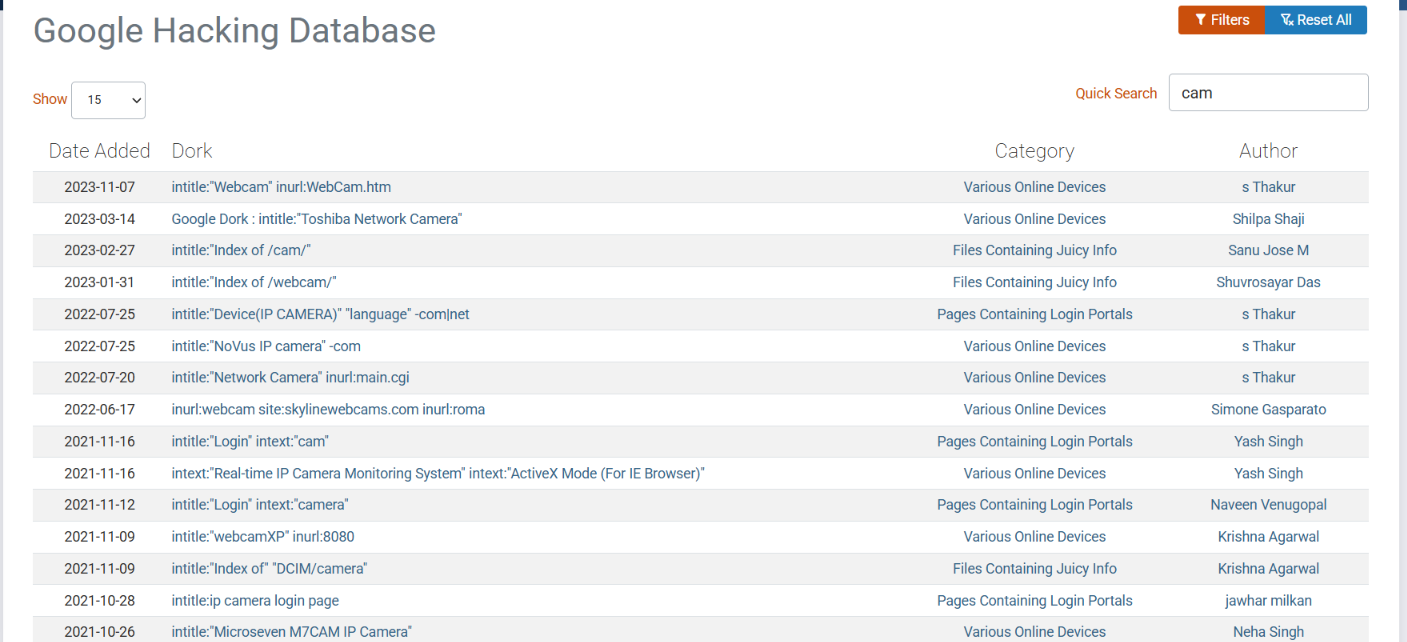 Google Hacking Database
Filters Reset All
Show 15
Quick Search cam
Date Added Dork Category Author
2023-11-07 intitle:"Webcam" inurl:WebCam.htm Various Online Devices s Thakur
2023-03-14 Google Dork : intitle:"Toshiba Network Camera" Various Online Devices Shilpa Shaji
2023-02-27 intitle:"Index of /cam/" Files Containing Juicy Info Sanu Jose M
2023-01-31 intitle:"Index of /webcam/" Files Containing Juicy Info Shuvrosayar Das
2022-07-25 intitle:"Device(IP CAMERA)" "language" -com|net Pages Containing Login Portals s Thakur
2022-07-25 intitle:"NoVus IP camera" -com Various Online Devices s Thakur
2022-07-20 intitle:"Network Camera" inurl:main.cgi Various Online Devices s Thakur
2022-06-17 inurl:webcam site:skylinewebcams.com inurl:roma Various Online Devices Simone Gasparato
2021-11-16 intitle:"Login" intext:"cam" Pages Containing Login Portals Yash Singh
2021-11-16 intext:"Real-time IP Camera Monitoring System" intext:"ActiveX Mode (For IE Browser)" Various Online Devices Yash Singh
2021-11-12 intitle:"Login" intext:"camera" Pages Containing Login Portals Naveen Venugopal
2021-11-09 intitle:"webcamXP" inurl:8080 Various Online Devices Krishna Agarwal
2021-11-09 intitle:"Index of" "DCIM/camera" Files Containing Juicy Info Krishna Agarwal
2021-10-28 intitle:ip camera login page Pages Containing Login Portals jawhar milkan
2021-10-26 intitle:"Microseven M7CAM IP Camera" Various Online Devices Neha Singh